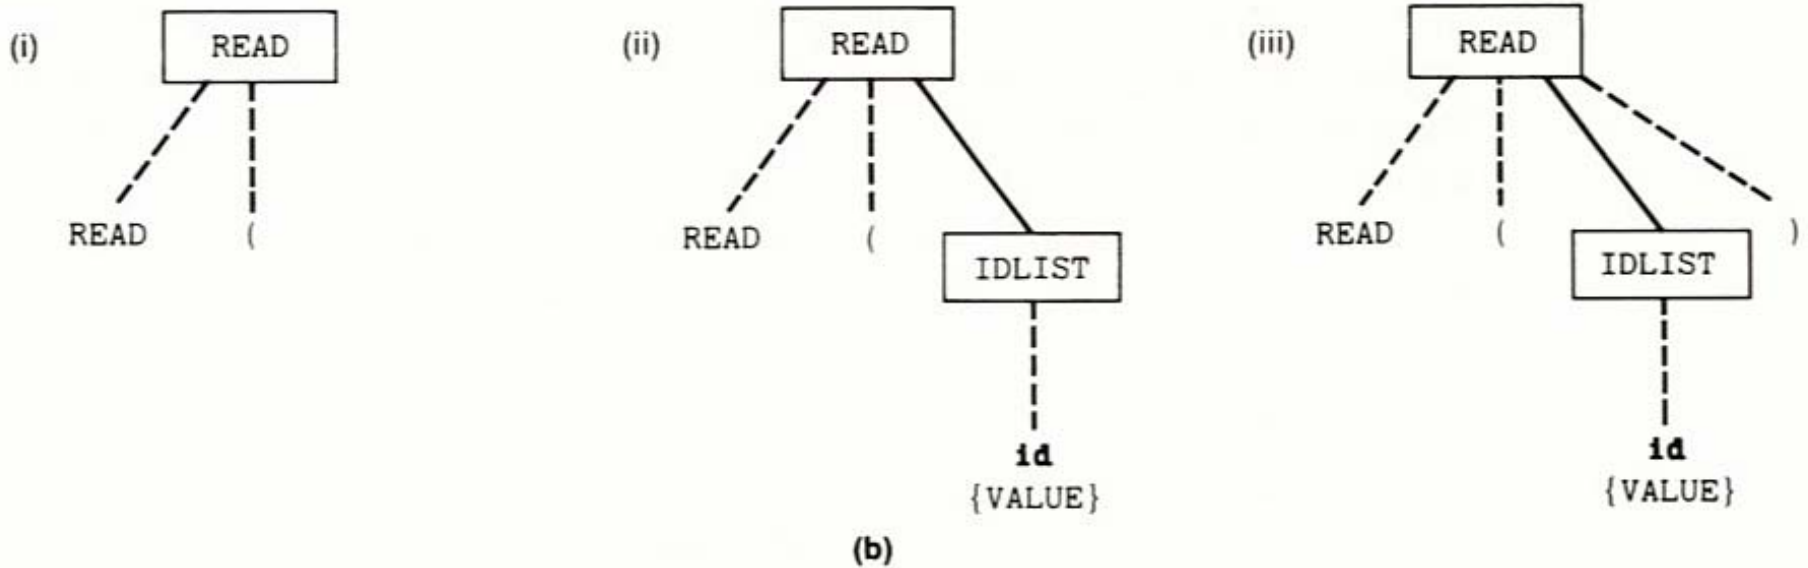 (i) READ (ii) READ (iii) READ
READ ( READ ( READ ( )
IDLIST IDLIST
id id
{VALUE} {VALUE}
(b)